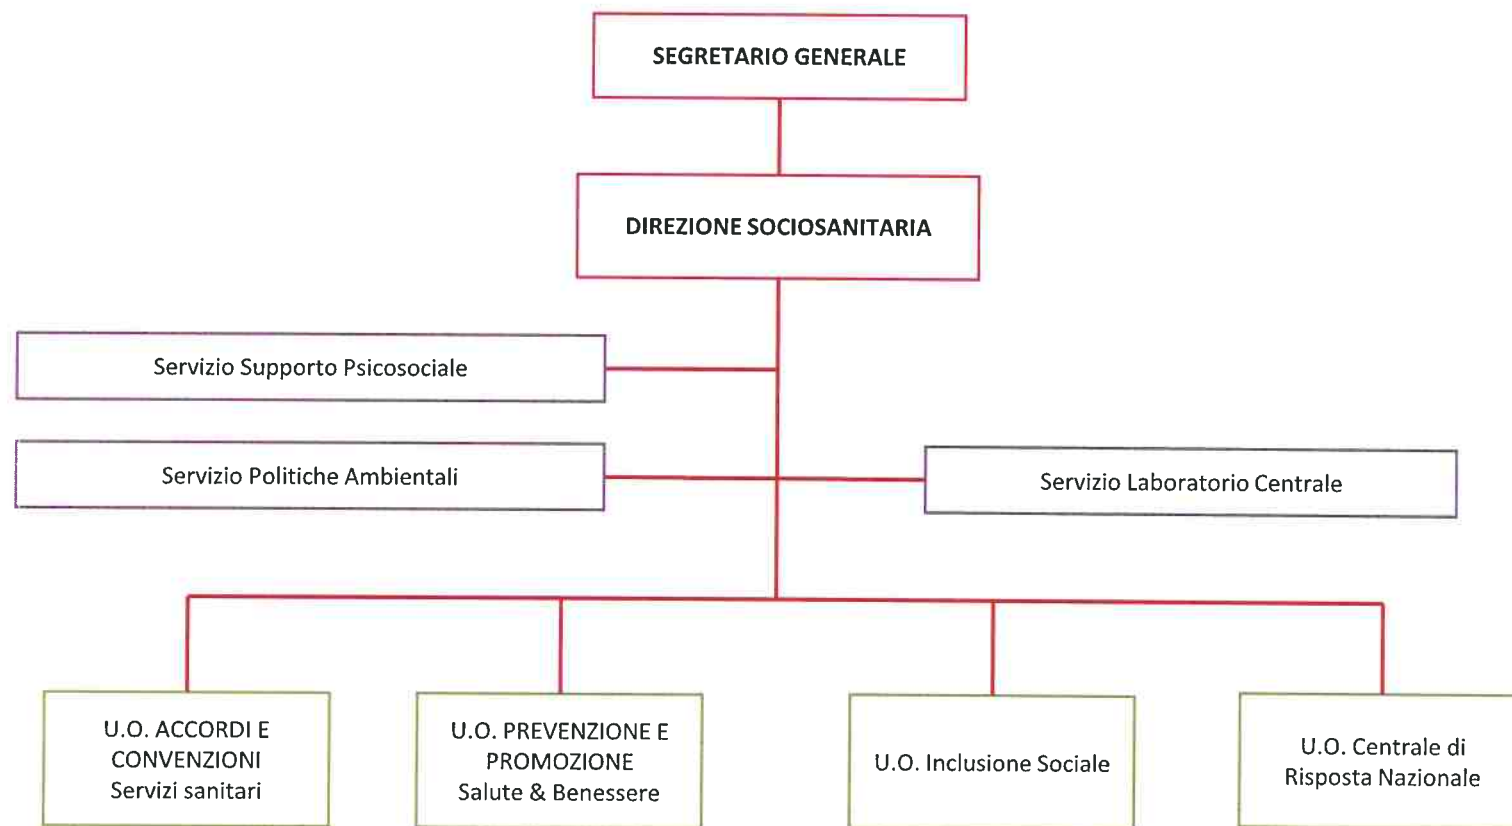 SEGRETARIO GENERALE
DIREZIONE SOCIOSANITARIA
Servizio Supporto Psicosociale
Servizio Politiche Ambientali
Servizio Laboratorio Centrale
U.O. ACCORDI E
CONVENZIONI
Servizi sanitari
U.O. PREVENZIONE E
PROMOZIONE
Salute & Benessere
U.O. Inclusione Sociale
U.O. Centrale di
Risposta Nazionale